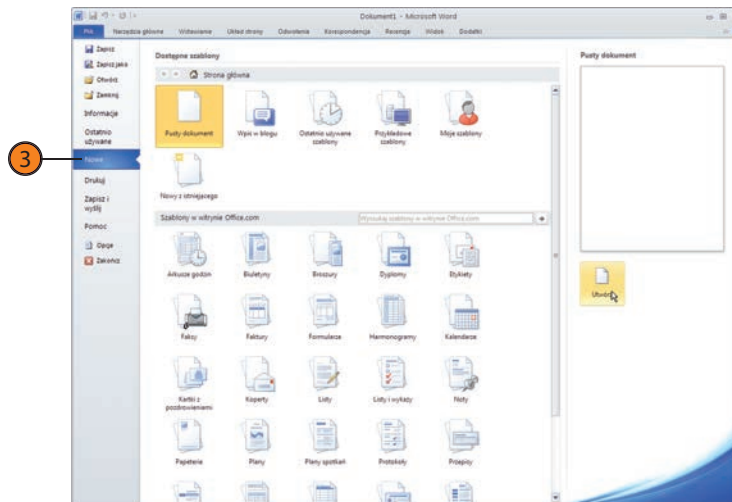 Dokument1 - Microsoft Word
Plik Narzędzia główne Wstawianie Układ strony Odwołania Korespondencja Recenzja Widok Dodatki
Zapisz
Zapisz jako
Otwórz
Zamknij
Informacje
Ostatnio
używane
3
Nowe
Drukuj
Zapisz i
wyślij
Pomoc
Opcje
Zakończ
Dostępne szablony
Strona główna
Pusty dokument
Wpis w blogu
Ostatnio używane
szablony
Przykładowe
szablony
Moje szablony
Nowy z istniejącego
Szablony w witrynie Office.com
Wyszukaj szablony w witrynie Office.com
Arkusze godzin
Biuletyny
Broszury
Dyplomy
Etykiety
Faksy
Faktury
Formularze
Harmonogramy
Kalendarze
Kartki z
pozdrowieniami
Koperty
Listy
Listy i wykazy
Noty
Papeteria
Plany
Plany spotkań
Protokoły
Przepisy
Pusty dokument
Utwórz